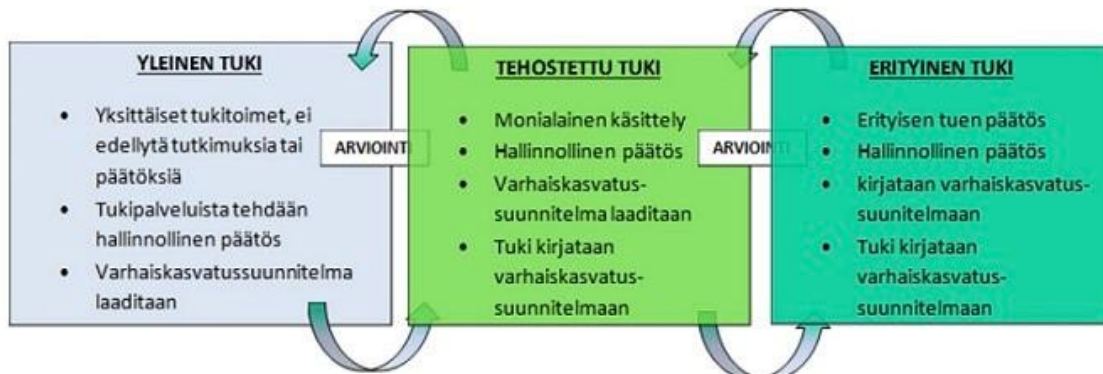 YLEINEN TUKI
• Yksittäiset tukitoimet, ei
edellytä tutkimuksia tai
päätöksiä
• Tukipalveluista tehdään
hallinnollinen päätös
• Varhaiskasvatussuunnitelma
laaditaan
ARVIOINTI
TEHOSTETTU TUKI
• Monialainen käsittely
• Hallinnollinen päätös
• Varhaiskasvatus-
suunnitelma laaditaan
• Tuki kirjataan
varhaiskasvatus-
suunnitelmaan
ARVIOINTI
ERITYINEN TUKI
• Erityisen tuen päätös
• Hallinnollinen päätös
• kirjataan varhaiskasvatus-
suunitelmaan
• Tuki kirjataan
varhaiskasvatus-
suunnitelmaan